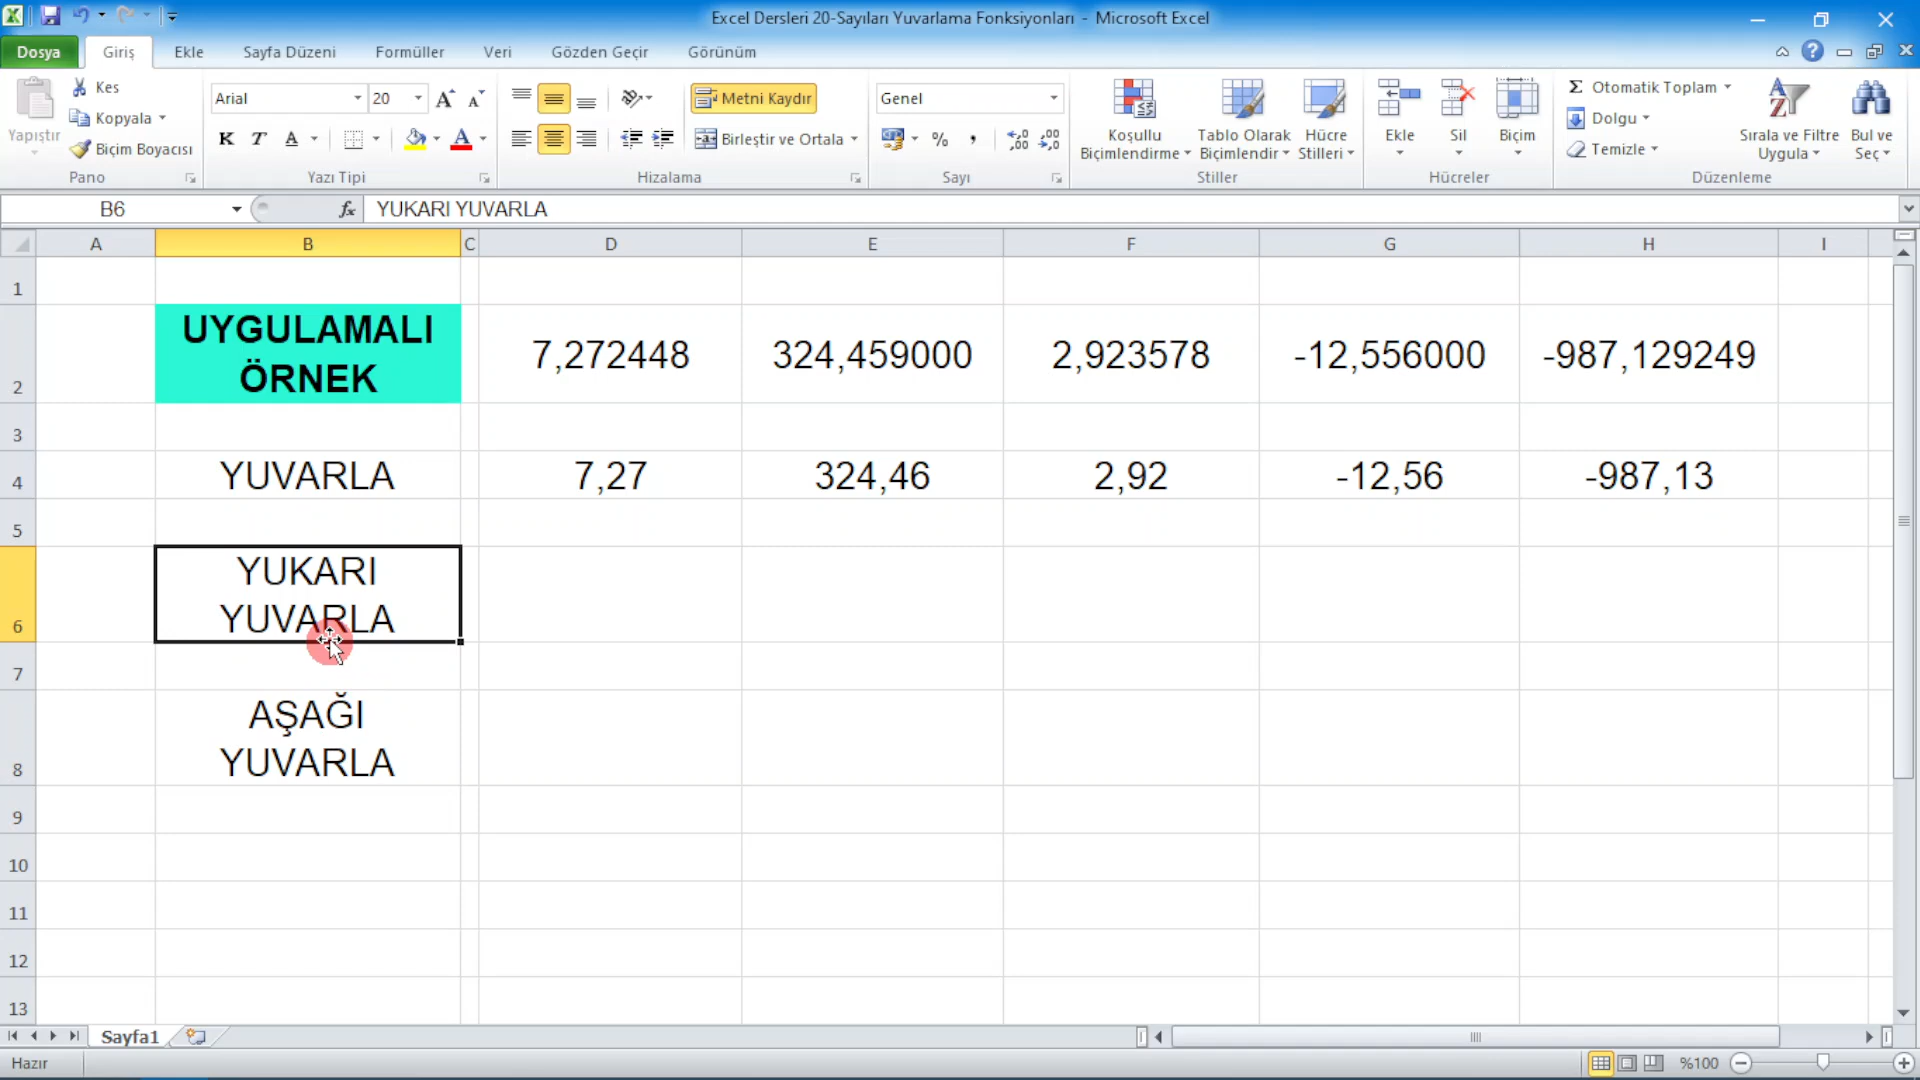 Excel Dersleri 20-Sayıları Yuvarlama Fonksiyonları - Microsoft Excel
Dosya Giriş Ekle Sayfa Düzeni Formüller Veri Gözden Geçir Görünüm
Yapıştır
Kes
Kopyala
Biçim Boyacısı
Pano
Arial 20
K T A
Yazı Tipi
Metni Kaydır
Birleştir ve Ortala
Hizalama
Genel
%
Sayı
Koşullu
Biçimlendirme
Tablo Olarak
Biçimlendir
Hücre
Stilleri
Stiller
Ekle
Sil
Biçim
Hücreler
Σ Otomatik Toplam
Dolgu
Temizle
Sırala ve Filtre
Uygula
Bul ve
Seç
Düzenleme
B6 fx YUKARI YUVARLA
A B C D E F G H I
1
2 UYGULAMALI
ÖRNEK
7,272448 324,459000 2,923578 -12,556000 -987,129249
3
4 YUVARLA 7,27 324,46 2,92 -12,56 -987,13
5
6 YUKARI
YUVARLA
7
8 AŞAĞI
YUVARLA
9
10
11
12
13
Sayfa1
Hazır %100